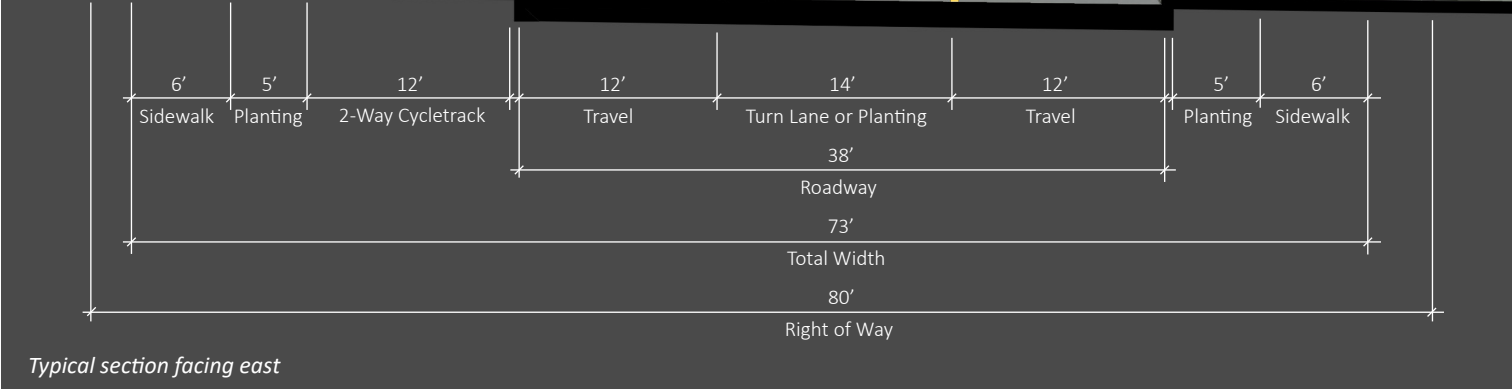 6’ 5’ 12’ 12’ 14’ 12’ 5’ 6’
Sidewalk Planting 2-Way Cycletrack Travel Turn Lane or Planting Travel Planting Sidewalk
38’
Roadway
73’
Total Width
80’
Right of Way
Typical section facing east